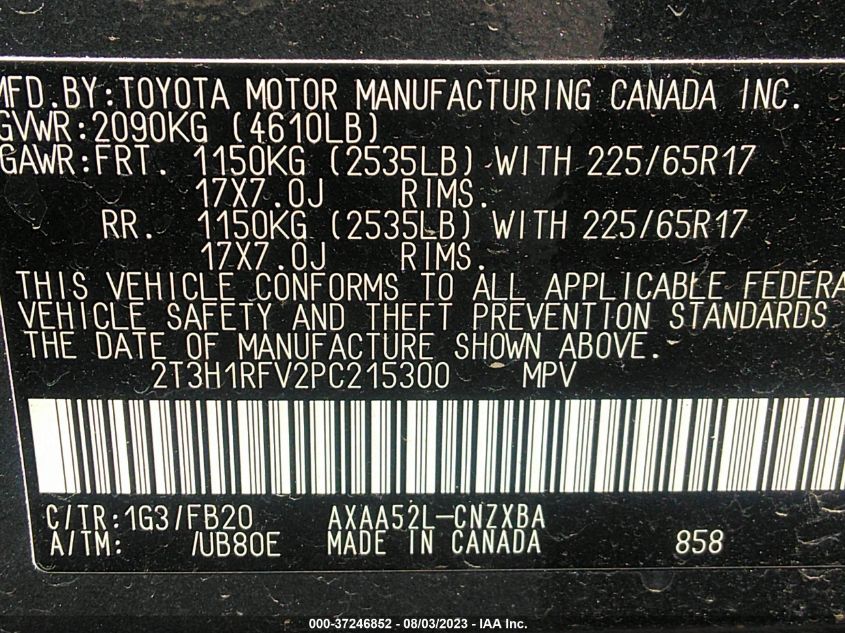 MFD.BY:TOYOTA MOTOR MANUFACTURING CANADA INC.
GVWR:2090KG (4610LB)
GAWR:FRT. 1150KG (2535LB) WITH 225/65R17
17X7.0J RIMS.
RR. 1150KG (2535LB) WITH 225/65R17
17X7.0J RIMS.
THIS VEHICLE CONFORMS TO ALL APPLICABLE FEDERA
VEHICLE SAFETY AND THEFT PREVENTION STANDARDS
THE DATE OF MANUFACTURE SHOWN ABOVE.
2T3H1RFV2PC215300 MPV
C/TR:1G3/FB20 AXAA52L-CNZXBA
A/TM: /UB80E MADE IN CANADA 858
000-37246852 - 08/03/2023 - IAA Inc.